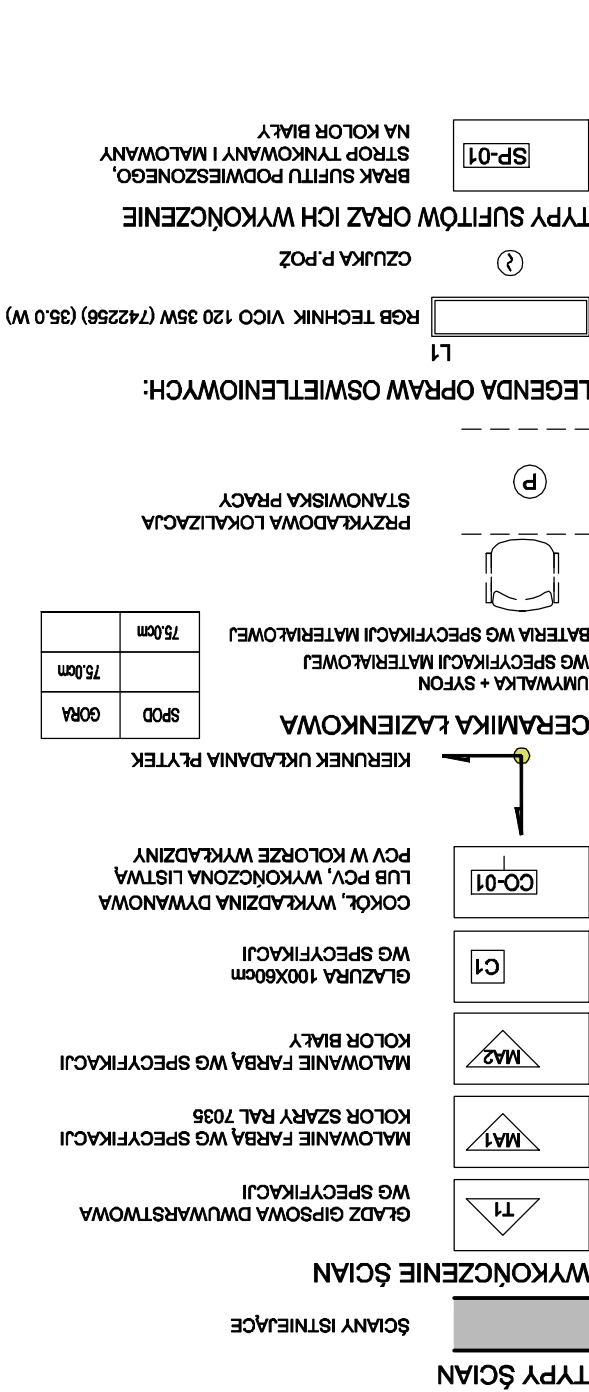 TYPY ŚCIAN
ŚCIANY ISTNIEJĄCE
WYKOŃCZENIE ŚCIAN
T1
GŁADZ GIPSOWA DWUWARSTWOWA
WG SPECYFIKACJI
MA1
MALOWANIE FARBĄ WG SPECYFIKACJI
KOLOR SZARY RAL 7035
MA2
MALOWANIE FARBĄ WG SPECYFIKACJI
KOLOR BIAŁY
C1
GLAZURA 100X60cm
WG SPECYFIKACJI
CO-01
COKÓŁ, WYKŁADZINA DYWANOWA
LUB PCV, WYKOŃCZONA LISTWĄ
PCV W KOLORZE WYKŁADZINY
KIERUNEK UKŁADANIA PŁYTEK
CERAMIKA ŁAZIENKOWA
SPOD GORA
UMYWALKA + SYFON
WG SPECYFIKACJI MATERIAŁOWEJ
75.0cm
BATERIA WG SPECYFIKACJI MATERIAŁOWEJ
75.0cm
PRZYKŁADOWA LOKALIZACJA
STANOWISKA PRACY
P
LEGENDA OPRAW OSWIETLENIOWYCH:
L1
RGB TECHNIK VICO 120 35W (742256) (35.0 W)
CZUJKA P.POŻ
TYPY SUFITÓW ORAZ ICH WYKOŃCZENIE
SP-01
BRAK SUFITU PODWIESZONEGO,
STROP TYNKOWANY I MALOWANY
NA KOLOR BIAŁY